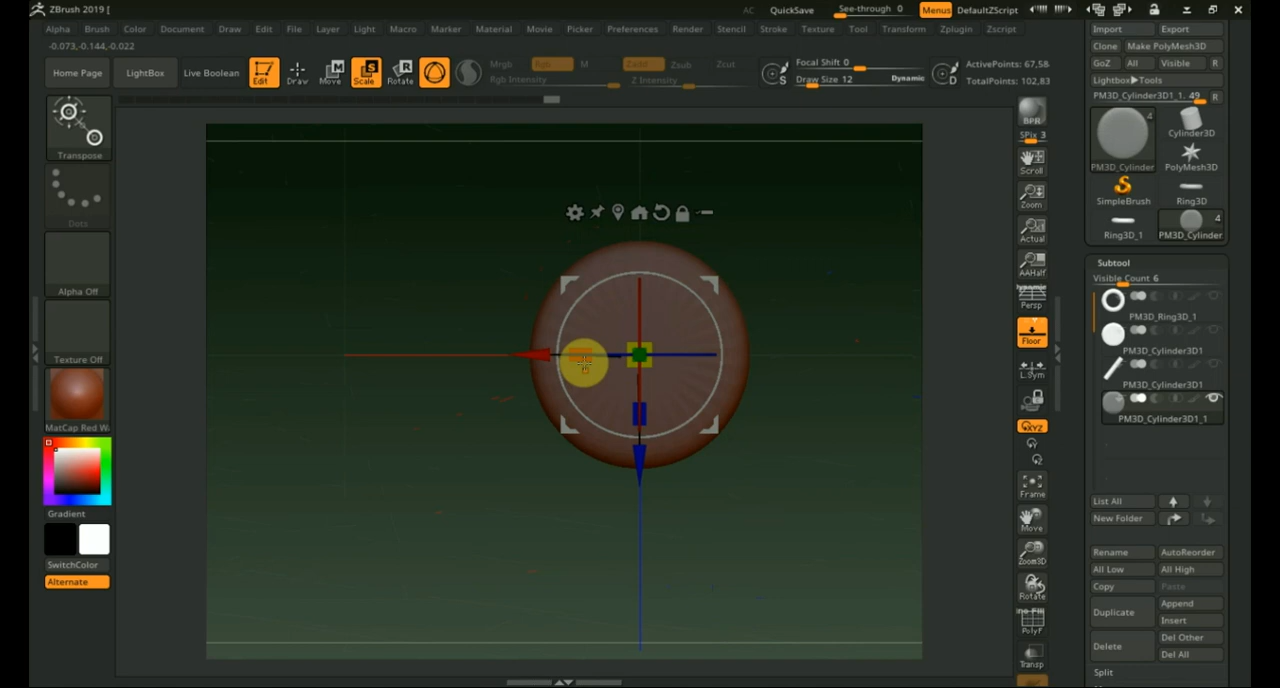 ZBrush 2019 [
AC QuickSave See-through 0 Menus DefaultZScript
Alpha Brush Color Document Draw Edit File Layer Light Macro Marker Material Movie Picker Preferences Render Stencil Stroke Texture Tool Transform Zplugin Zscript
-0.073,-0.144,-0.022
Home Page LightBox Live Boolean Edit Draw Move Scale Rotate
Mrgb Rgb M Zadd Zsub Zcut
Rgb Intensity Z Intensity
Focal Shift 0
Draw Size 12 Dynamic
ActivePoints: 67,58
TotalPoints: 102,83
Transpose
Dots
Alpha Off
Texture Off
MatCap Red W
Gradient
SwitchColor
Alternate
BPR
SPix 3
Scroll
Zoom
Actual
AAHalf
Dynamic
Persp
Floor
L.Sym
XYZ
Frame
Move
Zoom3D
Rotate
Line Fill
PolyF
Transp
Import Export
Clone Make PolyMesh3D
GoZ All Visible R
Lightbox▶Tools
PM3D_Cylinder3D1_1. 49 R
4
PM3D_Cylinder
Cylinder3D
PolyMesh3D
SimpleBrush
Ring3D
Ring3D_1
4
PM3D_Cylinder
Subtool
Visible Count 6
PM3D_Ring3D_1
PM3D_Cylinder3D1
PM3D_Cylinder3D1
PM3D_Cylinder3D1_1
List All
New Folder
Rename AutoReorder
All Low All High
Copy Paste
Duplicate Append
Insert
Delete Del Other
Del All
Split